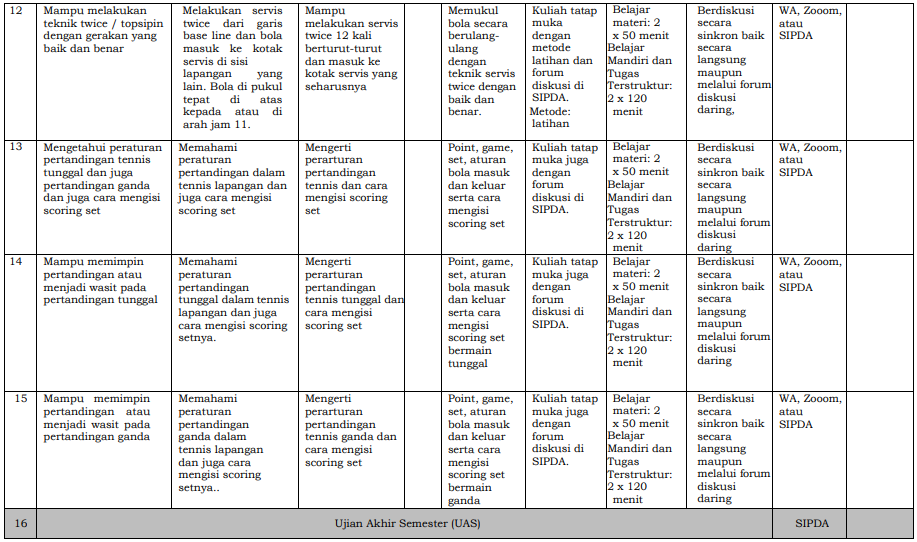 12
Mampu melakukan
teknik twice / topsipin
dengan gerakan yang
baik dan benar
Melakukan servis
twice dari garis
base line dan bola
masuk ke kotak
servis di sisi
lapangan yang
lain. Bola di pukul
tepat di atas
kepada atau di
arah jam 11.
Mampu
melakukan servis
twice 12 kali
berturut-turut
dan masuk ke
kotak servis yang
seharusnya
Memukul
bola secara
berulang-
ulang
dengan
teknik servis
twice dengan
baik dan
benar.
Kuliah tatap
muka
dengan
metode
latihan dan
forum
diskusi di
SIPDA.
Metode:
latihan
Belajar
materi: 2
x 50 menit
Belajar
Mandiri dan
Tugas
Terstruktur:
2 x 120
menit
Berdiskusi
secara
sinkron baik
secara
langsung
maupun
melalui forum
diskusi
daring,
WA, Zooom,
atau
SIPDA
13
Mengetahui peraturan
pertandingan tennis
tunggal dan juga
pertandingan ganda
dan juga cara mengisi
scoring set
Memahami
peraturan
pertandingan dalam
tennis lapangan dan
juga cara mengisi
scoring set
Mengerti
perarturan
pertandingan
tennis dan cara
mengisi scoring
set
Point, game,
set, aturan
bola masuk
dan keluar
serta cara
mengisi
scoring set
Kuliah tatap
muka juga
dengan
forum
diskusi di
SIPDA.
Belajar
materi: 2
x 50 menit
Belajar
Mandiri dan
Tugas
Terstruktur:
2 x 120
menit
Berdiskusi
secara
sinkron baik
secara
langsung
maupun
melalui forum
diskusi
daring
WA, Zooom,
atau
SIPDA
14
Mampu memimpin
pertandingan atau
menjadi wasit pada
pertandingan tunggal
Memahami
peraturan
pertandingan
tunggal dalam tennis
lapangan dan juga
cara mengisi scoring
setnya.
Mengerti
perarturan
pertandingan
tennis tunggal dan
cara mengisi
scoring set
Point, game,
set, aturan
bola masuk
dan keluar
serta cara
mengisi
scoring set
bermain
tunggal
Kuliah tatap
muka juga
dengan
forum
diskusi di
SIPDA.
Belajar
materi: 2
x 50 menit
Belajar
Mandiri dan
Tugas
Terstruktur:
2 x 120
menit
Berdiskusi
secara
sinkron baik
secara
langsung
maupun
melalui forum
diskusi
daring
WA, Zooom,
atau
SIPDA
15
Mampu memimpin
pertandingan atau
menjadi wasit pada
pertandingan ganda
Memahami
peraturan
pertandingan
ganda dalam
tennis lapangan
dan juga cara
mengisi scoring
setnya..
Mengerti
perarturan
pertandingan
tennis ganda dan
cara mengisi
scoring set
Point, game,
set, aturan
bola masuk
dan keluar
serta cara
mengisi
scoring set
bermain
ganda
Kuliah tatap
muka juga
dengan
forum
diskusi di
SIPDA.
Belajar
materi: 2
x 50 menit
Belajar
Mandiri dan
Tugas
Terstruktur:
2 x 120
menit
Berdiskusi
secara
sinkron baik
secara
langsung
maupun
melalui forum
diskusi
daring
WA, Zooom,
atau
SIPDA
16
Ujian Akhir Semester (UAS)
SIPDA